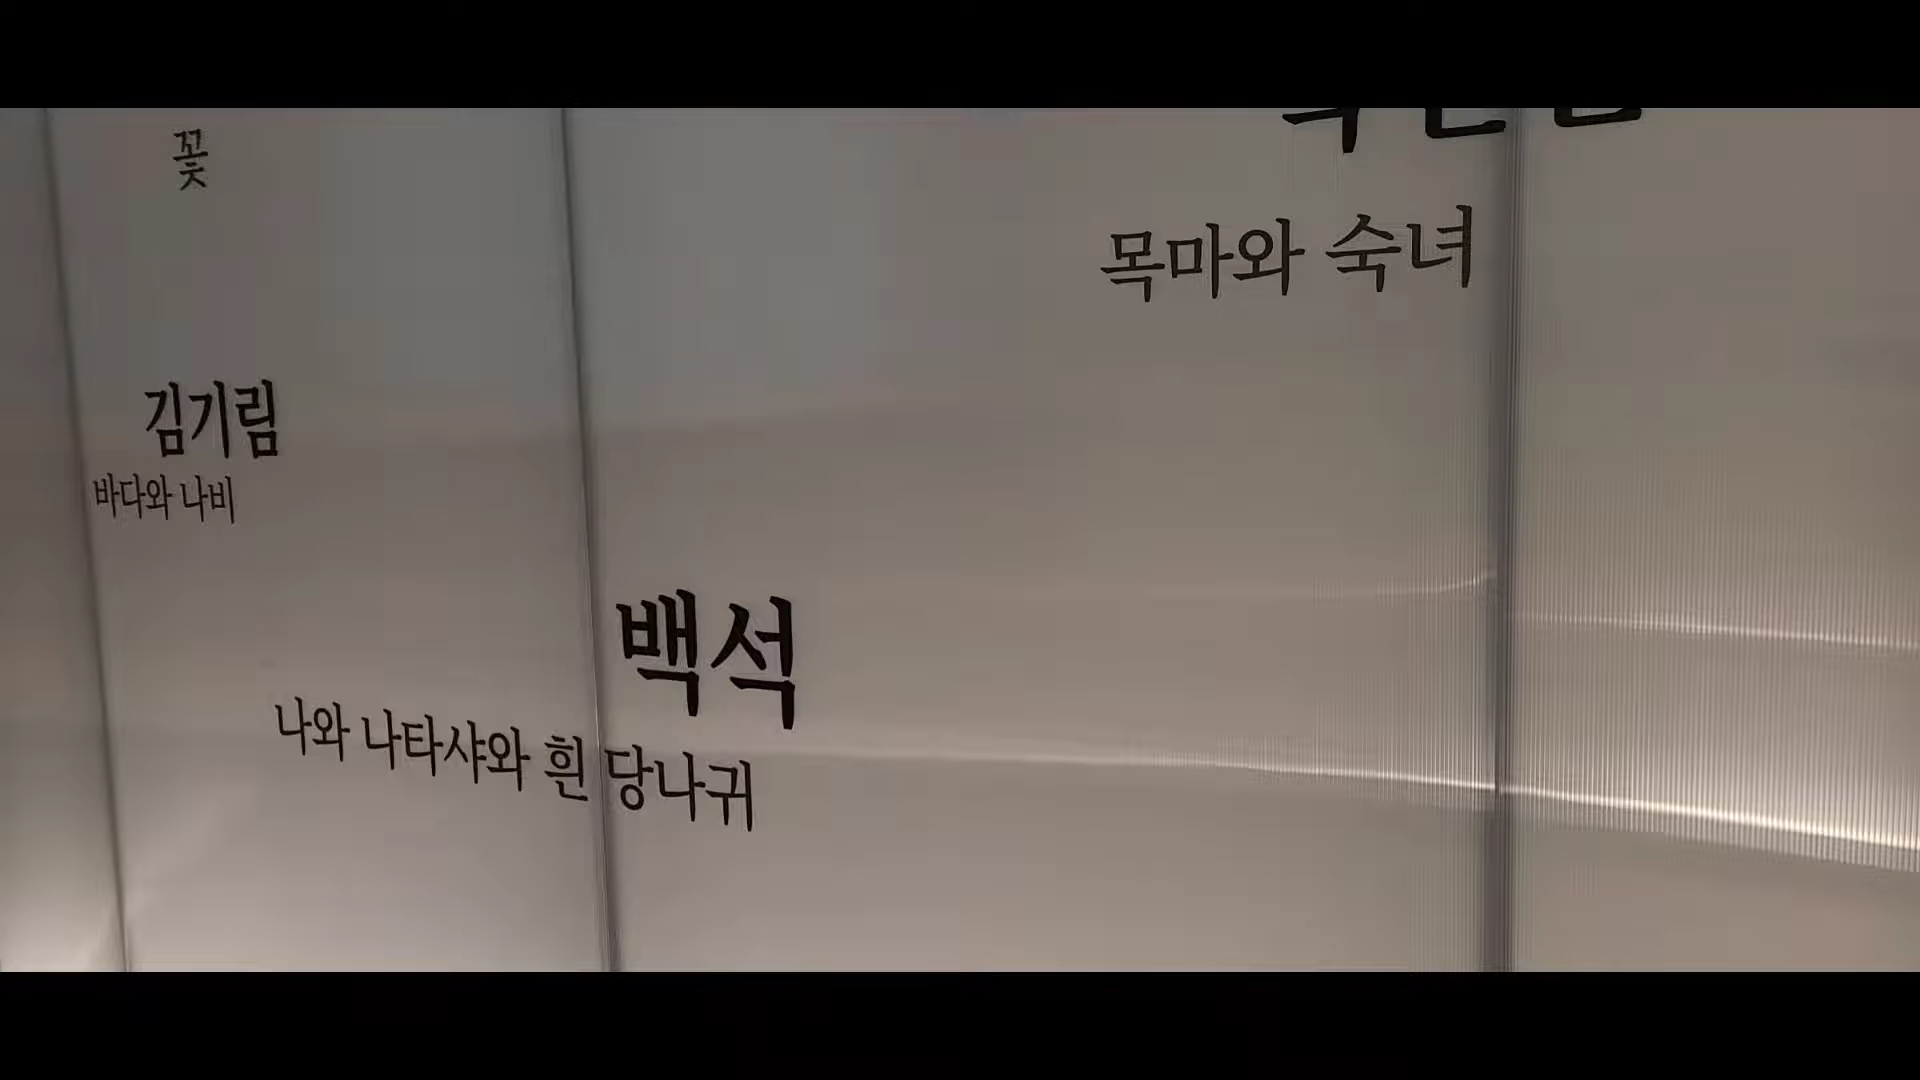 꽃
목마와 숙녀
김기림
바다와 나비
백석
나와 나타샤와 흰 당나귀